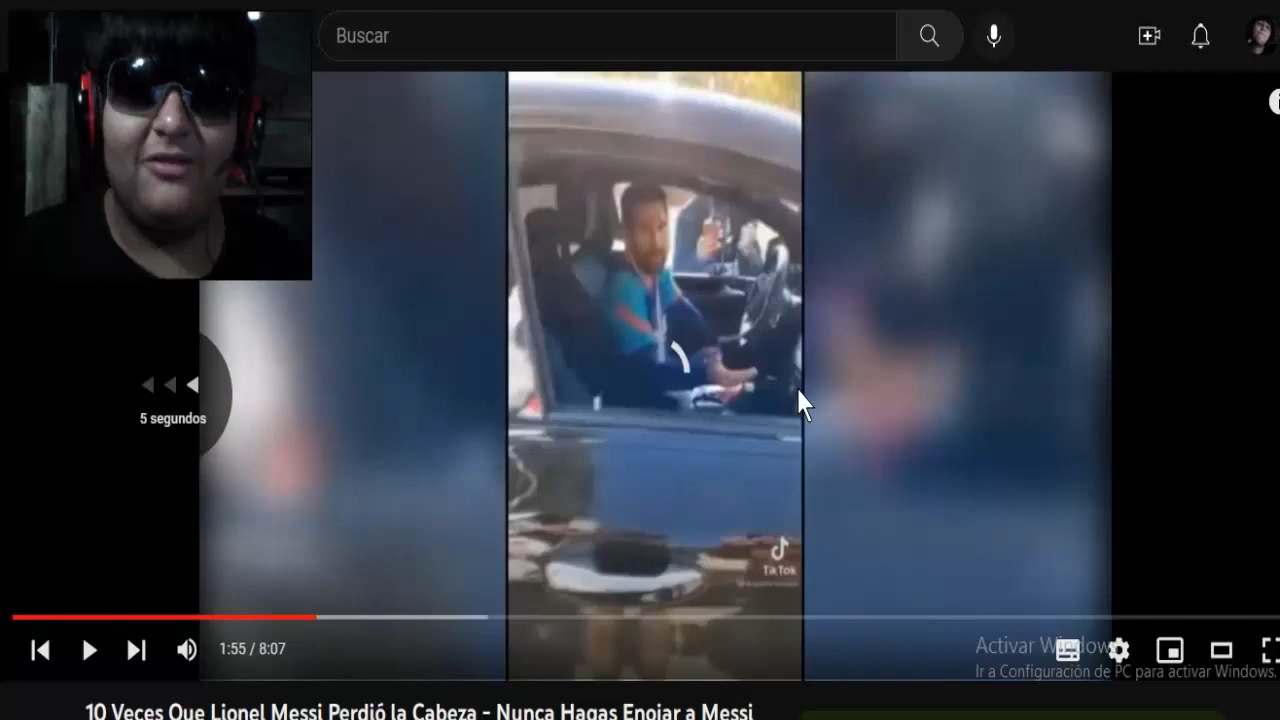 Buscar
5 segundos
TikTok
1:55 / 8:07
Activar Windows
Ir a Configuración de PC para activar Windows.
10 Veces Que Lionel Messi Perdió la Cabeza - Nunca Hagas Enojar a Messi